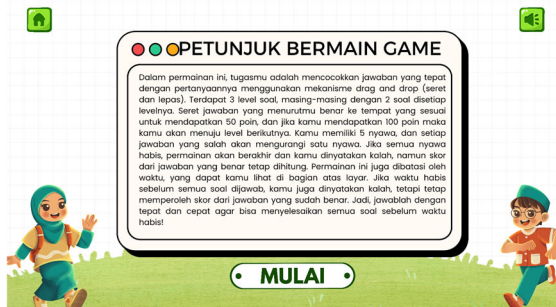 PETUNJUK BERMAIN GAME
Dalam permainan ini, tugasmu adalah mencocokkan jawaban yang tepat
dengan pertanyaannya menggunakan mekanisme drag and drop (seret
dan lepas). Terdapat 3 level soal, masing-masing dengan 2 soal disetiap
levelnya. Seret jawaban yang menurutmu benar ke tempat yang sesuai
untuk mendapatkan 50 poin, dan jika kamu mendapatkan 100 poin maka
kamu akan menuju level berikutnya. Kamu memiliki 5 nyawa, dan setiap
jawaban yang salah akan mengurangi satu nyawa. Jika semua nyawa
habis, permainan akan berakhir dan kamu dinyatakan kalah, namun skor
dari jawaban yang benar tetap dihitung. Permainan ini juga dibatasi oleh
waktu, yang dapat kamu lihat di bagian atas layar. Jika waktu habis
sebelum semua soal dijawab, kamu juga dinyatakan kalah, tetapi tetap
memperoleh skor dari jawaban yang sudah benar. Jadi, jawablah dengan
tepat dan cepat agar bisa menyelesaikan semua soal sebelum waktu
habis!
MULAI